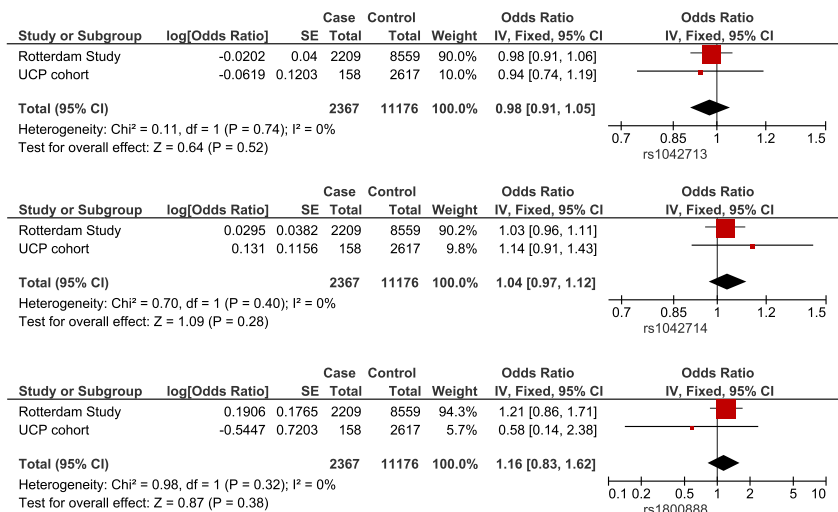 Case Control Odds Ratio Odds Ratio
Study or Subgroup log[Odds Ratio] SE Total Total Weight IV, Fixed, 95% CI IV, Fixed, 95% CI
Rotterdam Study -0.0202 0.04 2209 8559 90.0% 0.98 [0.91, 1.06]
UCP cohort -0.0619 0.1203 158 2617 10.0% 0.94 [0.74, 1.19]
Total (95% CI) 2367 11176 100.0% 0.98 [0.91, 1.05]
Heterogeneity: Chi² = 0.11, df = 1 (P = 0.74); I² = 0%
Test for overall effect: Z = 0.64 (P = 0.52)
0.7 0.85 1 1.2 1.5
rs1042713
Case Control Odds Ratio Odds Ratio
Study or Subgroup log[Odds Ratio] SE Total Total Weight IV, Fixed, 95% CI IV, Fixed, 95% CI
Rotterdam Study 0.0295 0.0382 2209 8559 90.2% 1.03 [0.96, 1.11]
UCP cohort 0.131 0.1156 158 2617 9.8% 1.14 [0.91, 1.43]
Total (95% CI) 2367 11176 100.0% 1.04 [0.97, 1.12]
Heterogeneity: Chi² = 0.70, df = 1 (P = 0.40); I² = 0%
Test for overall effect: Z = 1.09 (P = 0.28)
0.7 0.85 1 1.2 1.5
rs1042714
Case Control Odds Ratio Odds Ratio
Study or Subgroup log[Odds Ratio] SE Total Total Weight IV, Fixed, 95% CI IV, Fixed, 95% CI
Rotterdam Study 0.1906 0.1765 2209 8559 94.3% 1.21 [0.86, 1.71]
UCP cohort -0.5447 0.7203 158 2617 5.7% 0.58 [0.14, 2.38]
Total (95% CI) 2367 11176 100.0% 1.16 [0.83, 1.62]
Heterogeneity: Chi² = 0.98, df = 1 (P = 0.32); I² = 0%
Test for overall effect: Z = 0.87 (P = 0.38)
0.1 0.2 0.5 1 2 5 10
rs1800888